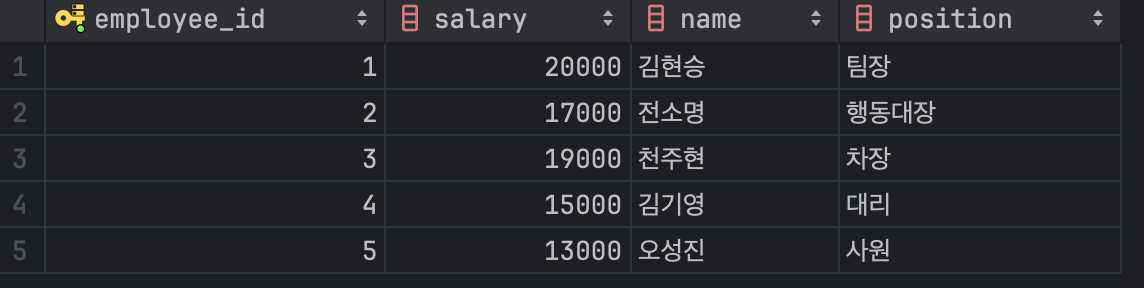 employee_id salary name position
1 1 20000 김현승 팀장
2 2 17000 전소명 행동대장
3 3 19000 천주현 차장
4 4 15000 김기영 대리
5 5 13000 오성진 사원